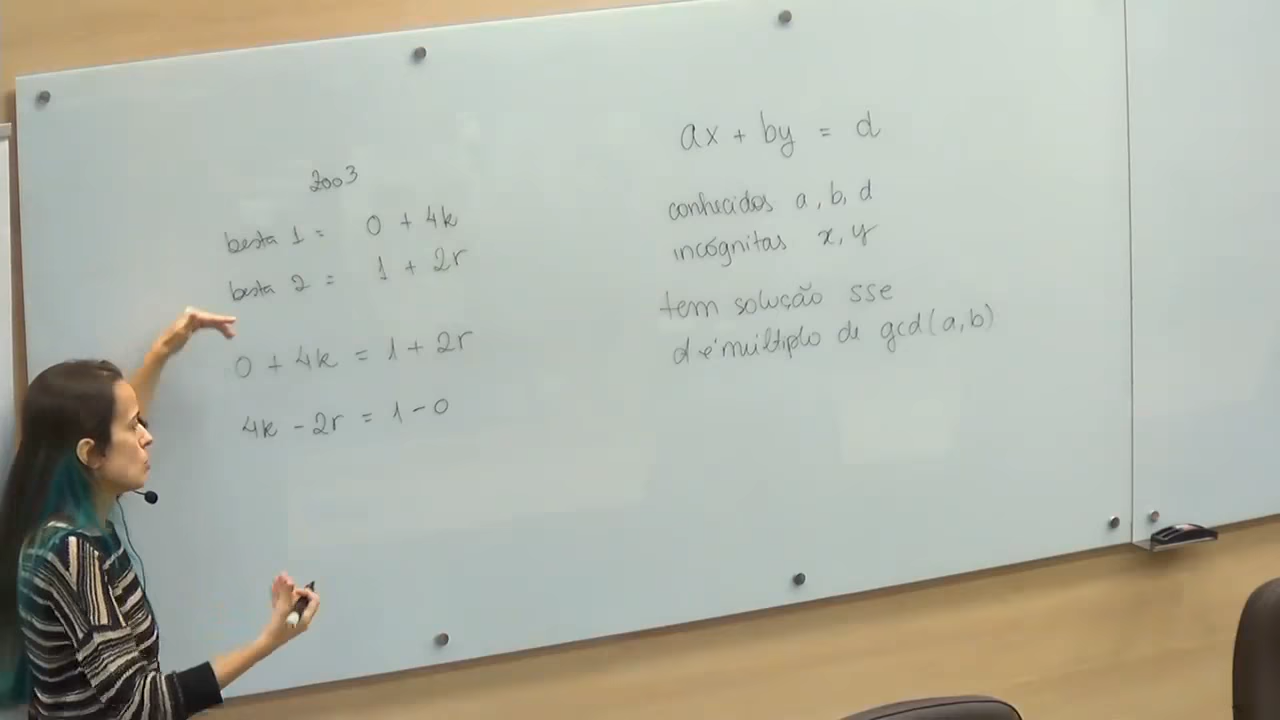 2003
besta 1 = 0 + 4k
besta 2 = 1 + 2r
0 + 4k = 1 + 2r
4k - 2r = 1 - 0
ax + by = d
conhecidos a, b, d
incógnitas x, y
tem solução sse
d é múltiplo de gcd(a, b)